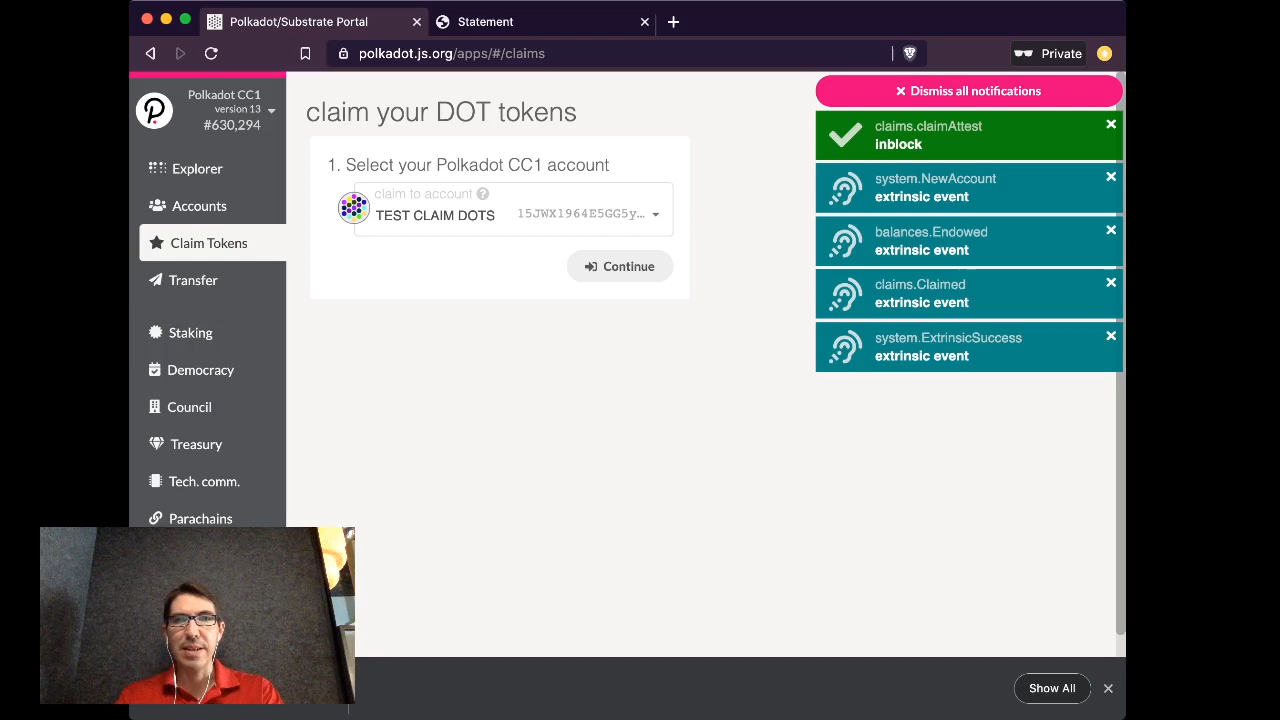 Polkadot/Substrate Portal
Statement
polkadot.js.org/apps/#/claims
Private
Polkadot CC1
version 13
#630,294
Explorer
Accounts
Claim Tokens
Transfer
Staking
Democracy
Council
Treasury
Tech. comm.
Parachains
claim your DOT tokens
1. Select your Polkadot CC1 account
claim to account
TEST CLAIM DOTS 15JWX1964E5GG5y...
Continue
Dismiss all notifications
claims.claimAttest
inblock
system.NewAccount
extrinsic event
balances.Endowed
extrinsic event
claims.Claimed
extrinsic event
system.ExtrinsicSuccess
extrinsic event
Show All